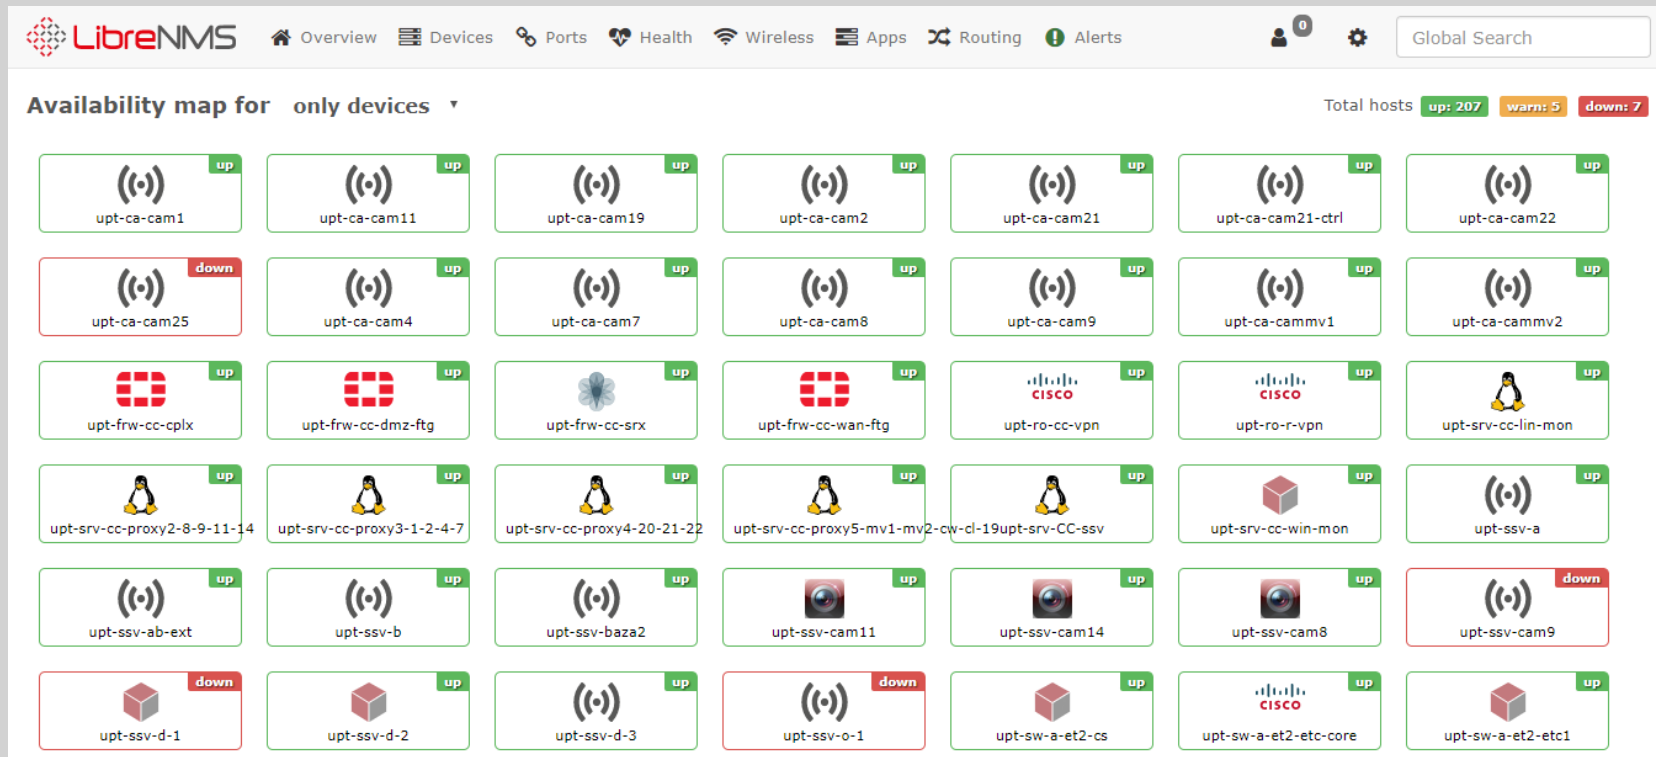 LibreNMS Overview Devices Ports Health Wireless Apps Routing Alerts 0 Global Search
Availability map for only devices Total hosts up: 207 warn: 5 down: 7
up up up up up up up
upt-ca-cam1 upt-ca-cam11 upt-ca-cam19 upt-ca-cam2 upt-ca-cam21 upt-ca-cam21-ctrl upt-ca-cam22
down up up up up up up
upt-ca-cam25 upt-ca-cam4 upt-ca-cam7 upt-ca-cam8 upt-ca-cam9 upt-ca-cammv1 upt-ca-cammv2
up up up up up up up
CISCO CISCO
upt-frw-cc-cplx upt-frw-cc-dmz-ftg upt-frw-cc-srx upt-frw-cc-wan-ftg upt-ro-cc-vpn upt-ro-r-vpn upt-srv-cc-lin-mon
up up up up up up up
upt-srv-cc-proxy2-8-9-11-14 upt-srv-cc-proxy3-1-2-4-7 upt-srv-cc-proxy4-20-21-22 upt-srv-cc-proxy5-mv1-mv2-cw-cl-19 upt-srv-CC-ssv upt-srv-cc-win-mon upt-ssv-a
up up up up up up down
upt-ssv-ab-ext upt-ssv-b upt-ssv-baza2 upt-ssv-cam11 upt-ssv-cam14 upt-ssv-cam8 upt-ssv-cam9
down up up down up up up
CISCO
upt-ssv-d-1 upt-ssv-d-2 upt-ssv-d-3 upt-ssv-o-1 upt-sw-a-et2-cs upt-sw-a-et2-etc-core upt-sw-a-et2-etc1